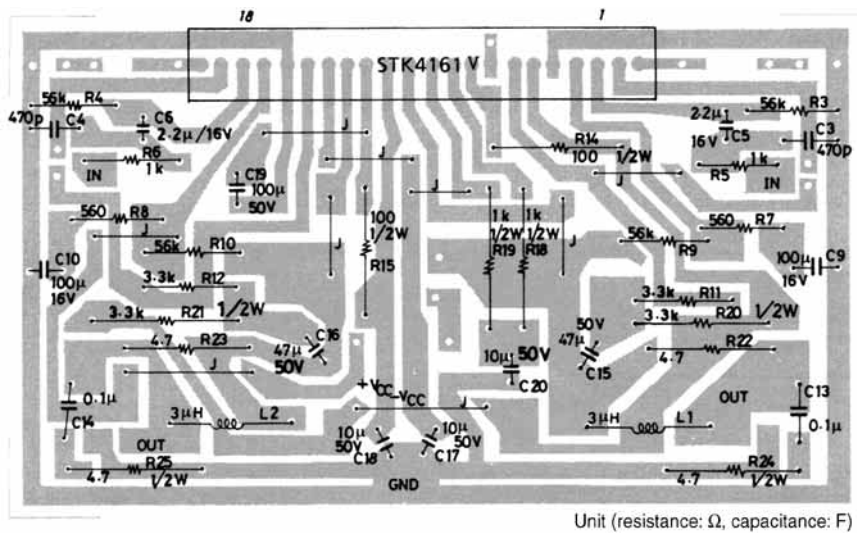 18
1
STK4161V
56k R4
470p C4
C6
2.2μ/16V
R6
1k
IN
C19
100μ
50V
J
J
J
R14
100 1/2W
J
2.2μ
16V C5
56k R3
C3
470p
1k
R5
IN
560 R8
J
56k R10
C10
100μ
16V
3.3k R12
1/2W
3.3k R21
4.7 R23
J
J
100
1/2W
R15
1k 1k
1/2W 1/2W
R19 R18
J
560 R7
56k R9
100μ C9
16V
3.3k R11
R20 1/2W
3.3k
R22
4.7
C16
47μ
50V
10μ 50V
C20
50V
47μ
C15
0.1μ
C14
3μH L2
+VCC -VCC
J
OUT
C13
0.1μ
3μH L1
OUT
10μ
50V
C18
10μ
50V
C17
R25
4.7 1/2W
GND
R24
4.7 1/2W
Unit (resistance: Ω, capacitance: F)